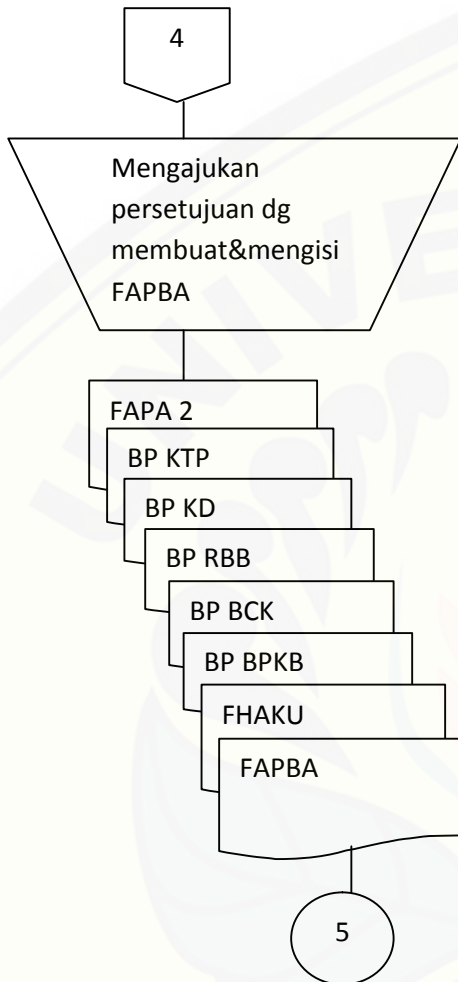 4
Mengajukan
persetujuan dg
membuat&mengisi
FAPBA
FAPA 2
BP KTP
BP KD
BP RBB
BP BCK
BP BPKB
FHAKU
FAPBA
5
UNIVE